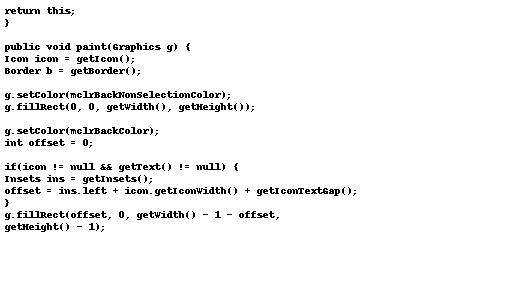 return this;
}
public void paint(Graphics g) {
Icon icon = getIcon();
Border b = getBorder();
g.setColor(mclrBackNonSelectionColor);
g.fillRect(0, 0, getWidth(), getHeight());
g.setColor(mclrBackColor);
int offset = 0;
if(icon != null && getText() != null) {
Insets ins = getInsets();
offset = ins.left + icon.getIconWidth() + getIconTextGap();
}
g.fillRect(offset, 0, getWidth() - 1 - offset,
getHeight() - 1);